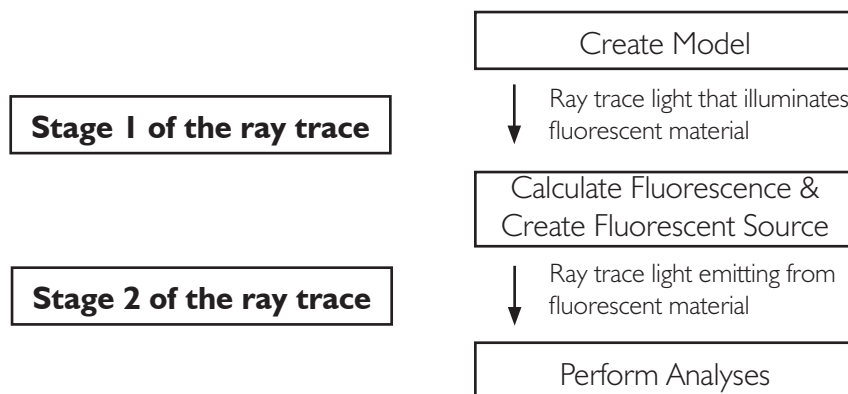 Create Model
Ray trace light that illuminates
fluorescent material
Stage 1 of the ray trace
Calculate Fluorescence &
Create Fluorescent Source
Ray trace light emitting from
fluorescent material
Stage 2 of the ray trace
Perform Analyses